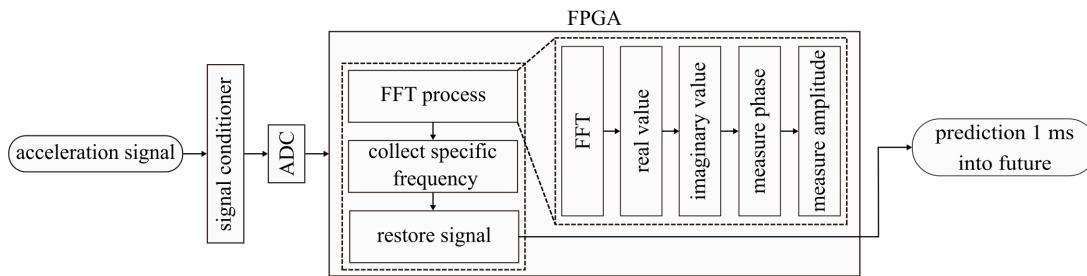 FPGA
acceleration signal
signal conditioner
ADC
FFT process
collect specific
frequency
restore signal
FFT
real value
imaginary value
measure phase
measure amplitude
prediction 1 ms
into future